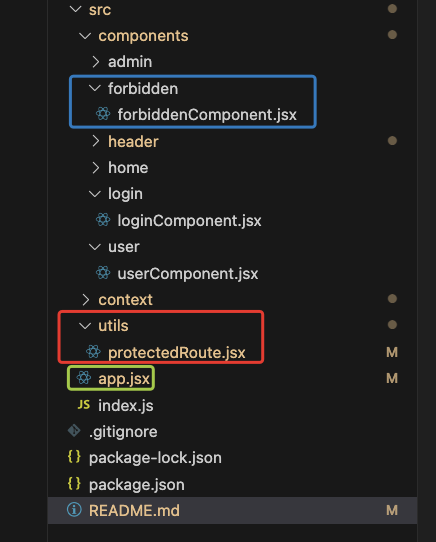 src
components
admin
forbidden
forbiddenComponent.jsx
header
home
login
loginComponent.jsx
user
userComponent.jsx
context
utils
protectedRoute.jsx M
app.jsx M
JS index.js
.gitignore
{} package-lock.json
{} package.json
README.md M